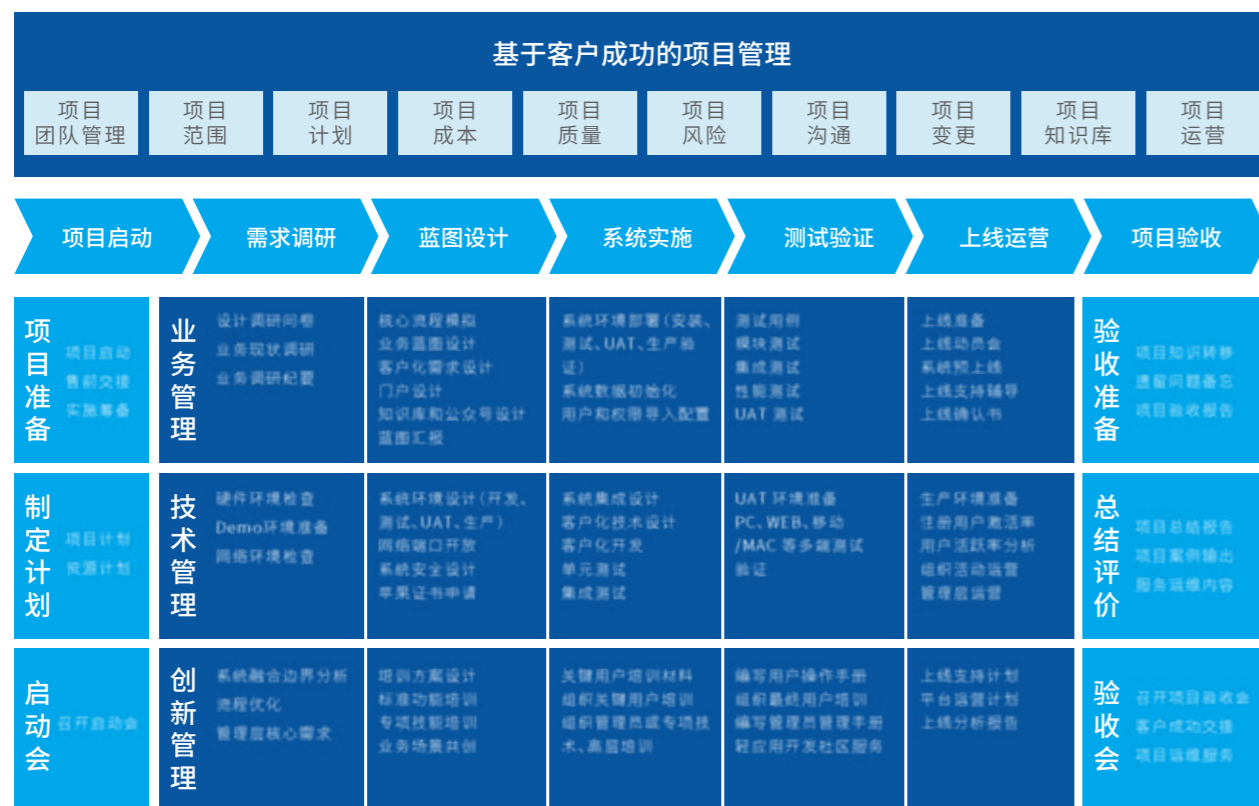 基于客户成功的项目管理
项目
团队管理
项目
范围
项目
计划
项目
成本
项目
质量
项目
风险
项目
沟通
项目
变更
项目
知识库
项目
运营
项目启动
需求调研
蓝图设计
系统实施
测试验证
上线运营
项目验收
项目准备
项目启动
售前交接
实施筹备
业务管理
设计调研问卷
业务现状调研
业务调研纪要
核心流程模拟
业务蓝图设计
客户化需求设计
门户设计
知识库和公众号设计
蓝图汇报
系统环境部署(安装、
测试、UAT、生产验
证)
系统数据初始化
用户和权限导入配置
测试用例
模块测试
集成测试
性能测试
UAT 测试
上线准备
上线动员会
系统预上线
上线支持辅导
上线确认书
验收准备
项目知识转移
遗留问题备忘
项目验收报告
制定计划
项目计划
资源计划
技术管理
硬件环境检查
Demo环境准备
网络环境检查
系统环境设计(开发、
测试、UAT、生产)
网络端口开放
系统安全设计
苹果证书申请
系统集成设计
客户化技术设计
客户化开发
单元测试
集成测试
UAT 环境准备
PC、WEB、移动
/MAC 等多端测试
验证
生产环境准备
注册用户激活率
用户活跃率分析
组织活动运营
管理层运营
总结评价
项目总结报告
项目案例输出
服务运维内容
启动会
召开启动会
创新管理
系统融合边界分析
流程优化
管理层核心需求
培训方案设计
标准功能培训
专项技能培训
业务场景共创
关键用户培训材料
组织关键用户培训
组织管理员或专项技
术、高层培训
编写用户操作手册
组织最终用户培训
编写管理员管理手册
轻应用开发社区服务
上线支持计划
平台运营计划
上线分析报告
验收会
召开项目验收会
客户成功交接
项目运维服务